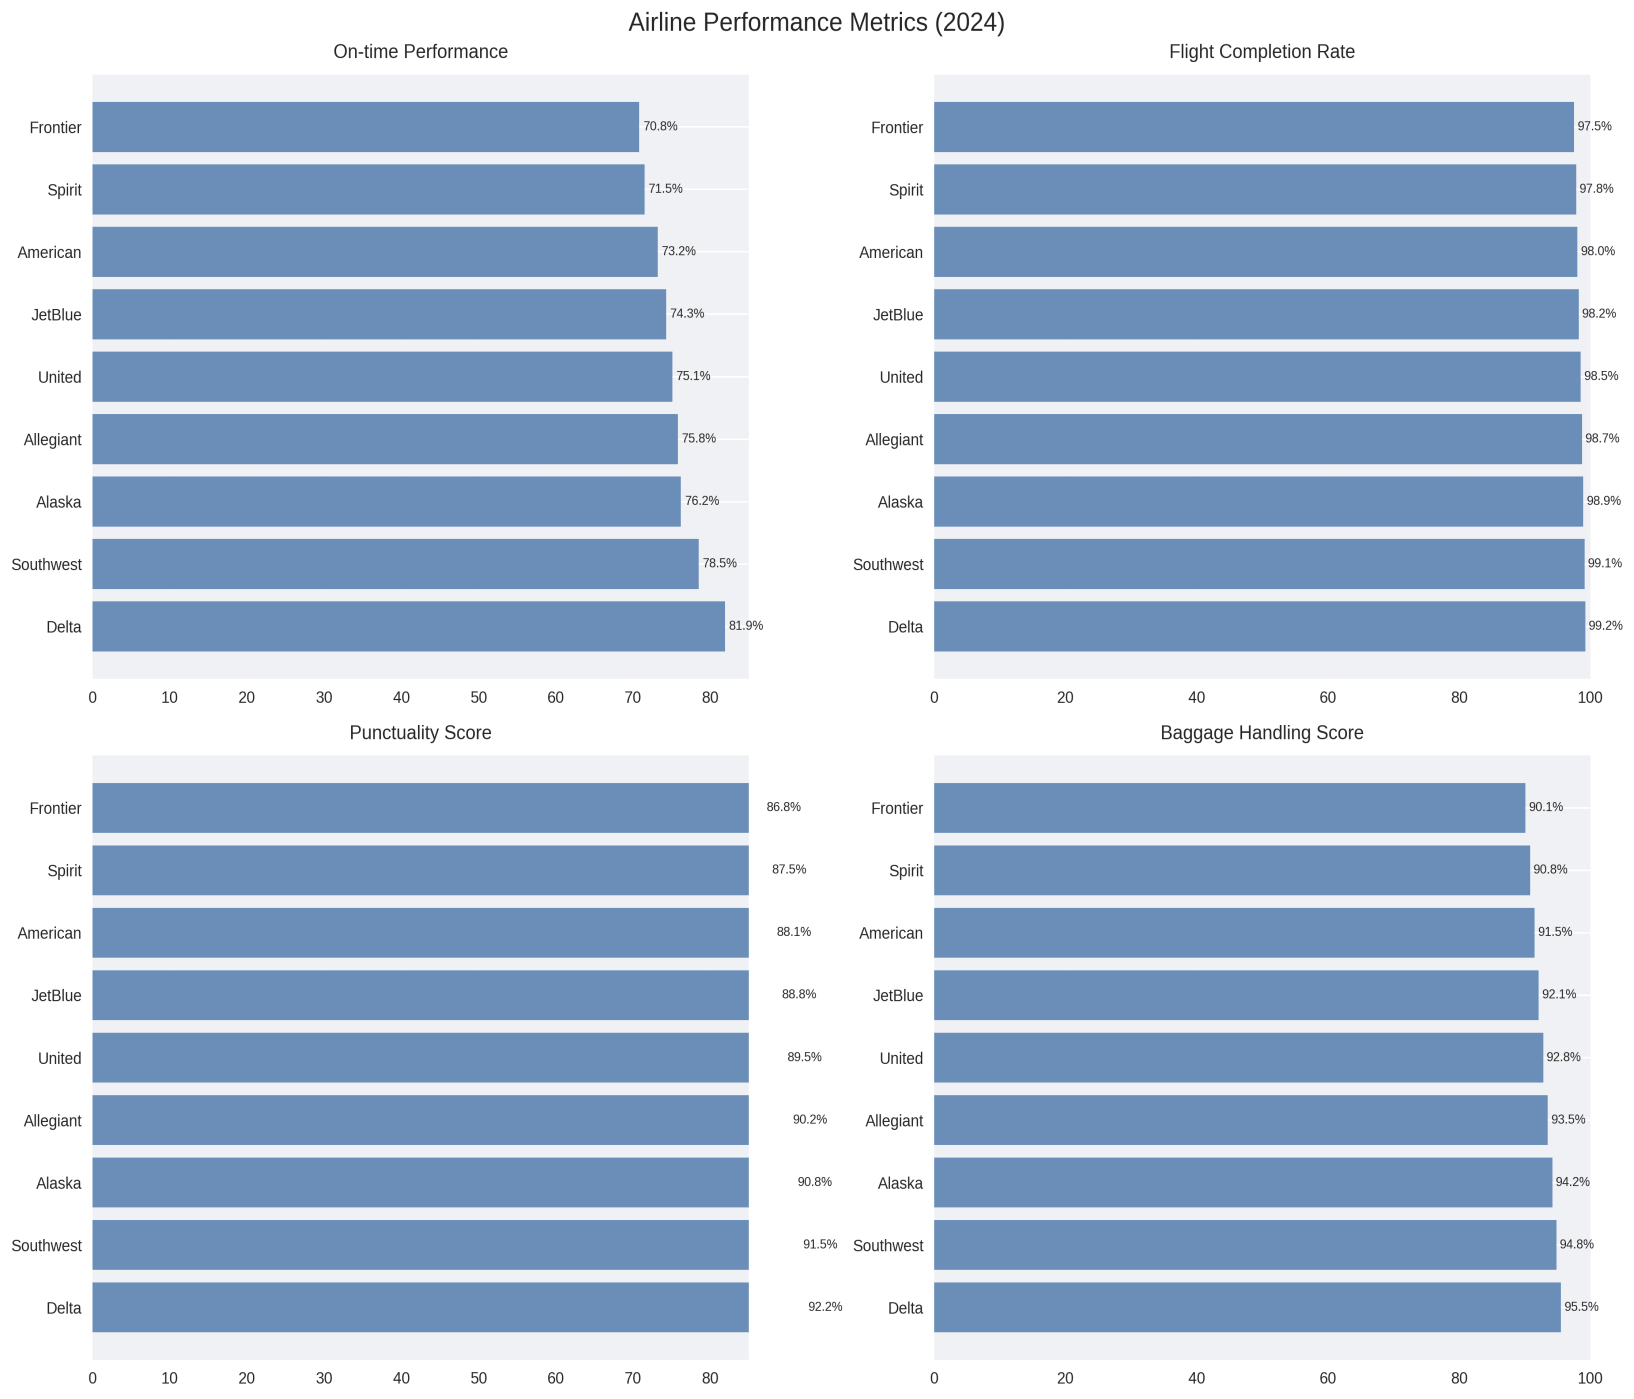 Airline Performance Metrics (2024)
On-time Performance
Frontier 70.8%
Spirit 71.5%
American 73.2%
JetBlue 74.3%
United 75.1%
Allegiant 75.8%
Alaska 76.2%
Southwest 78.5%
Delta 81.9%
0 10 20 30 40 50 60 70 80
Flight Completion Rate
Frontier 97.5%
Spirit 97.8%
American 98.0%
JetBlue 98.2%
United 98.5%
Allegiant 98.7%
Alaska 98.9%
Southwest 99.1%
Delta 99.2%
0 20 40 60 80 100
Punctuality Score
Frontier 86.8%
Spirit 87.5%
American 88.1%
JetBlue 88.8%
United 89.5%
Allegiant 90.2%
Alaska 90.8%
Southwest 91.5%
Delta 92.2%
0 10 20 30 40 50 60 70 80
Baggage Handling Score
Frontier 90.1%
Spirit 90.8%
American 91.5%
JetBlue 92.1%
United 92.8%
Allegiant 93.5%
Alaska 94.2%
Southwest 94.8%
Delta 95.5%
0 20 40 60 80 100